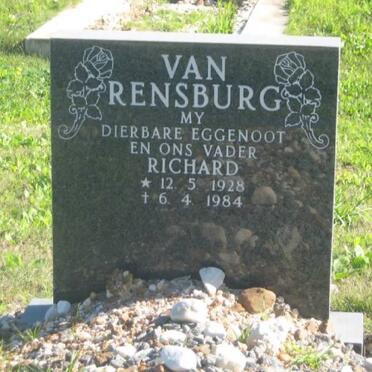 VAN
RENSBURG
MY
DIERBARE EGGENOOT
EN ONS VADER
RICHARD
★ 12. 5 1928
✝ 6. 4 1984